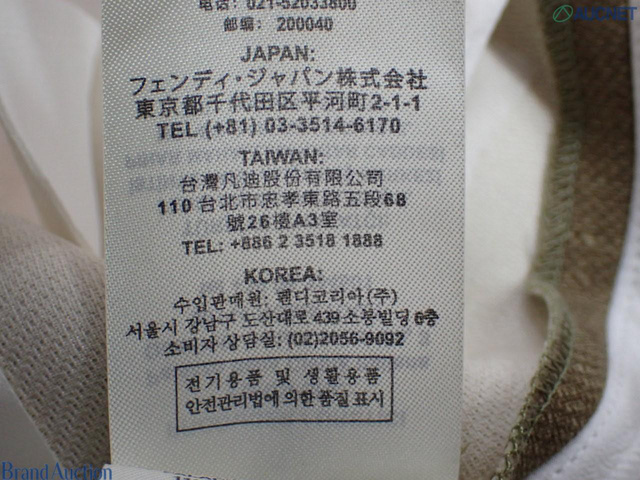 电话: 021-52033800
邮编: 200040
JAPAN:
フェンディ・ジャパン株式会社
東京都千代田区平河町2-1-1
TEL (+81) 03-3514-6170
TAIWAN:
台灣凡迪股份有限公司
110 台北市忠孝東路五段68
號26樓A3室
TEL: +886 2 3518 1888
KOREA:
수입판매원: 펜디코리아(주)
서울시 강남구 도산대로 439 소봉빌딩 6층
소비자 상담실: (02)2056-9092
전기용품 및 생활용품
안전관리법에 의한 품질 표시
Brand Auction